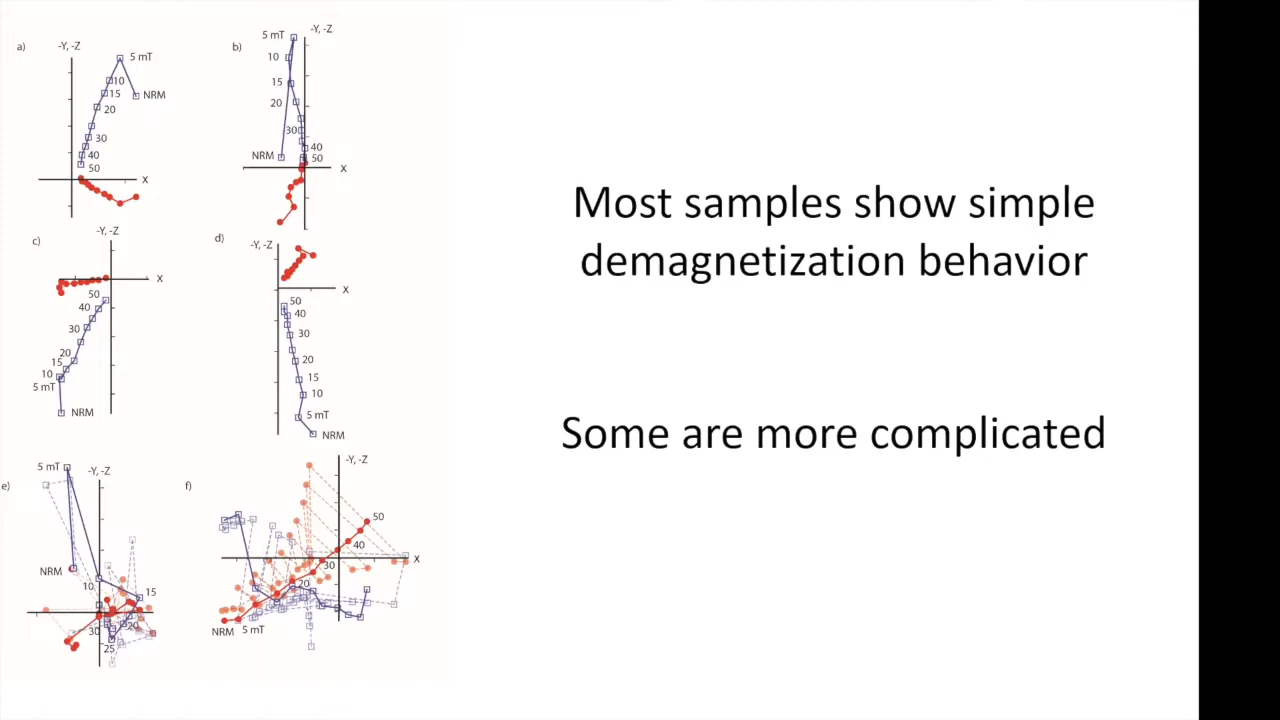 a)
-Y, -Z
5 mT
10
15
NRM
20
30
40
50
X
b)
5 mT
-Y, -Z
10
15
20
30
40
NRM
50
X
c)
-Y, -Z
X
50
40
30
20
15
10
5 mT
NRM
d)
-Y, -Z
X
50
40
30
20
15
10
5 mT
NRM
e)
5 mT
-Y, -Z
NRM
10
15
20
30
25
f)
-Y, -Z
50
40
X
30
20
NRM
5 mT
Most samples show simple
demagnetization behavior
Some are more complicated